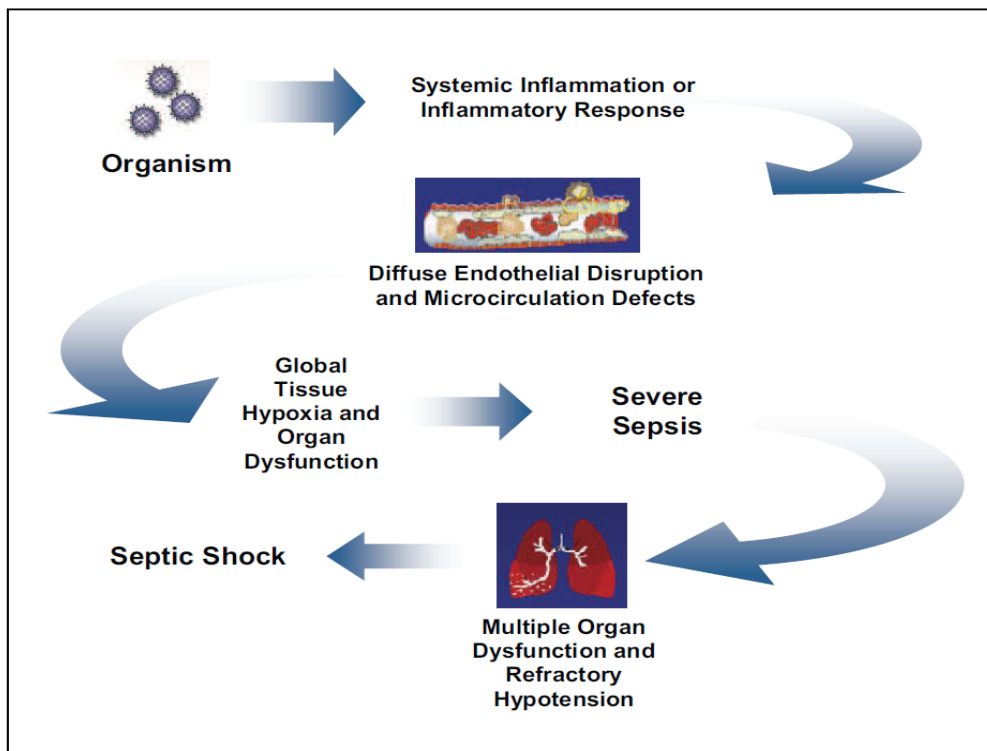 Organism
Systemic Inflammation or
Inflammatory Response
Diffuse Endothelial Disruption
and Microcirculation Defects
Global
Tissue
Hypoxia and
Organ
Dysfunction
Severe
Sepsis
Multiple Organ
Dysfunction and
Refractory
Hypotension
Septic Shock